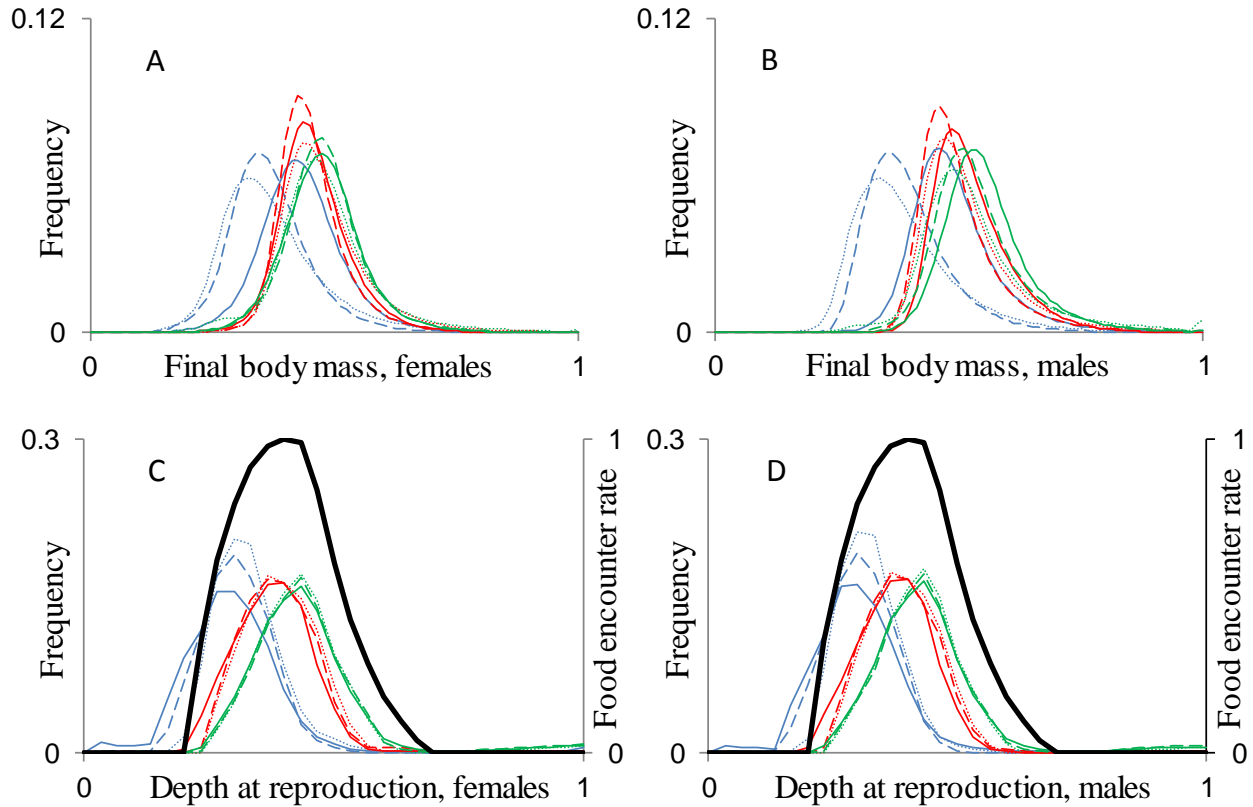 0.12
A
Frequency
0
0
Final body mass, females
1
0.12
B
Frequency
0
0
Final body mass, males
1
0.3
C
Frequency
0
0
Depth at reproduction, females
1
1
Food encounter rate
0
0.3
D
Frequency
0
0
Depth at reproduction, males
1
1
Food encounter rate
0